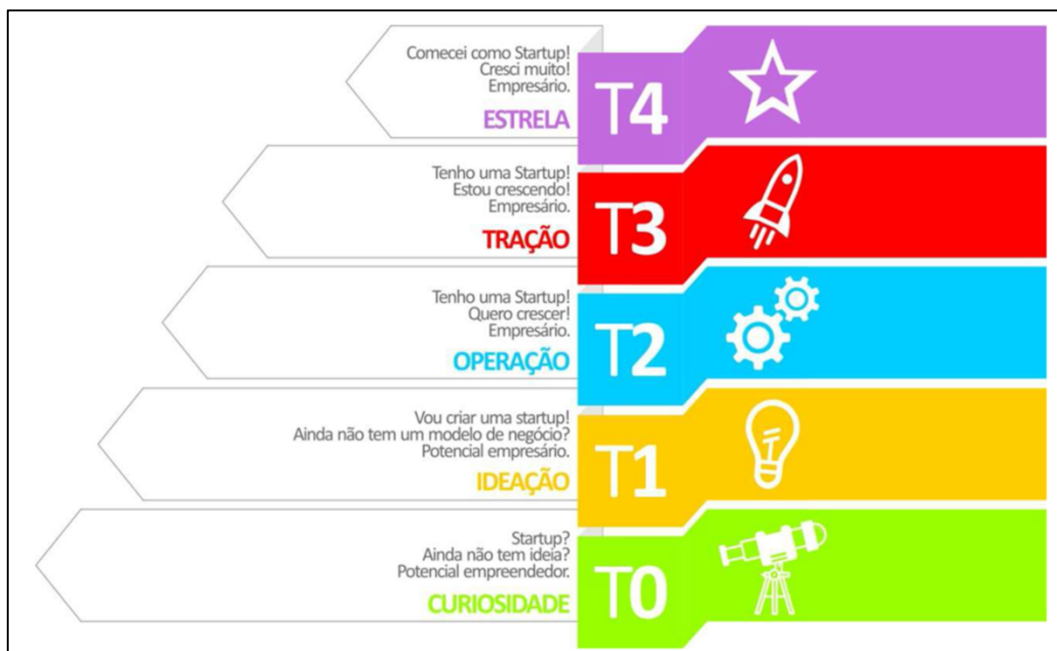 Comecei como Startup!
Cresci muito!
Empresário.
ESTRELA
T4
Tenho uma Startup!
Estou crescendo!
Empresário.
TRAÇÃO
T3
Tenho uma Startup!
Quero crescer!
Empresário.
OPERAÇÃO
T2
Vou criar uma startup!
Ainda não tem um modelo de negócio?
Potencial empresário.
IDEAÇÃO
T1
Startup?
Ainda não tem ideia?
Potencial empreendedor.
CURIOSIDADE
T0